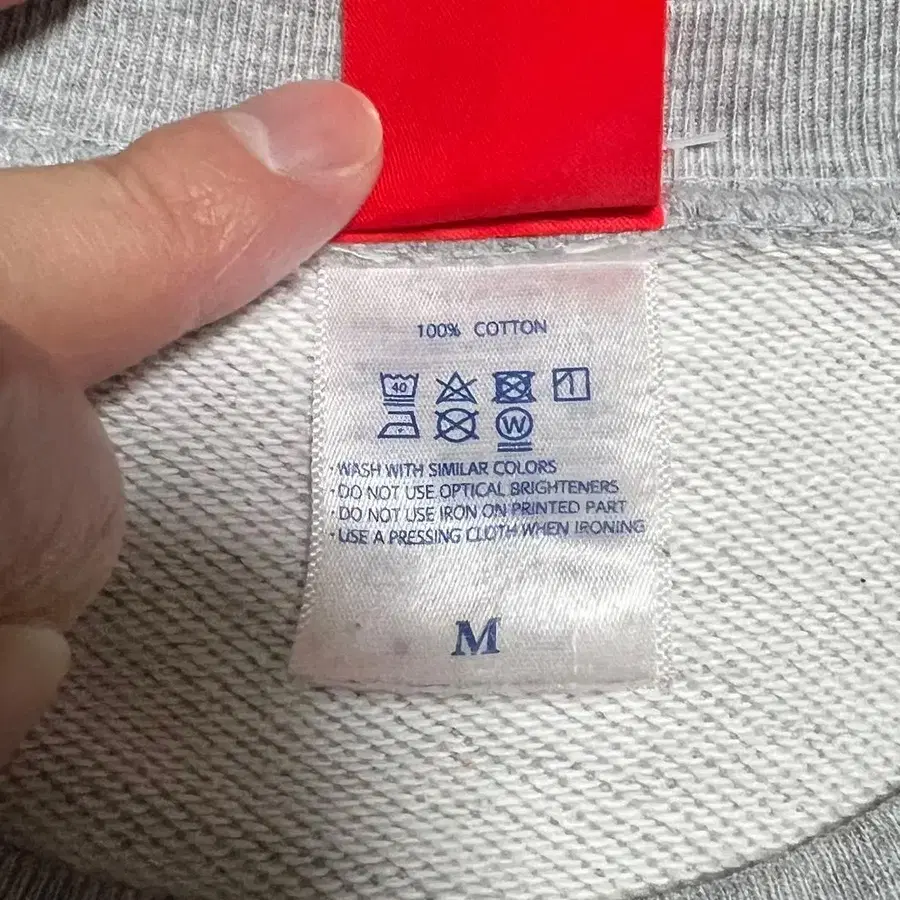 100% COTTON
40
W
· WASH WITH SIMILAR COLORS
· DO NOT USE OPTICAL BRIGHTENERS
· DO NOT USE IRON ON PRINTED PART
· USE A PRESSING CLOTH WHEN IRONING
M